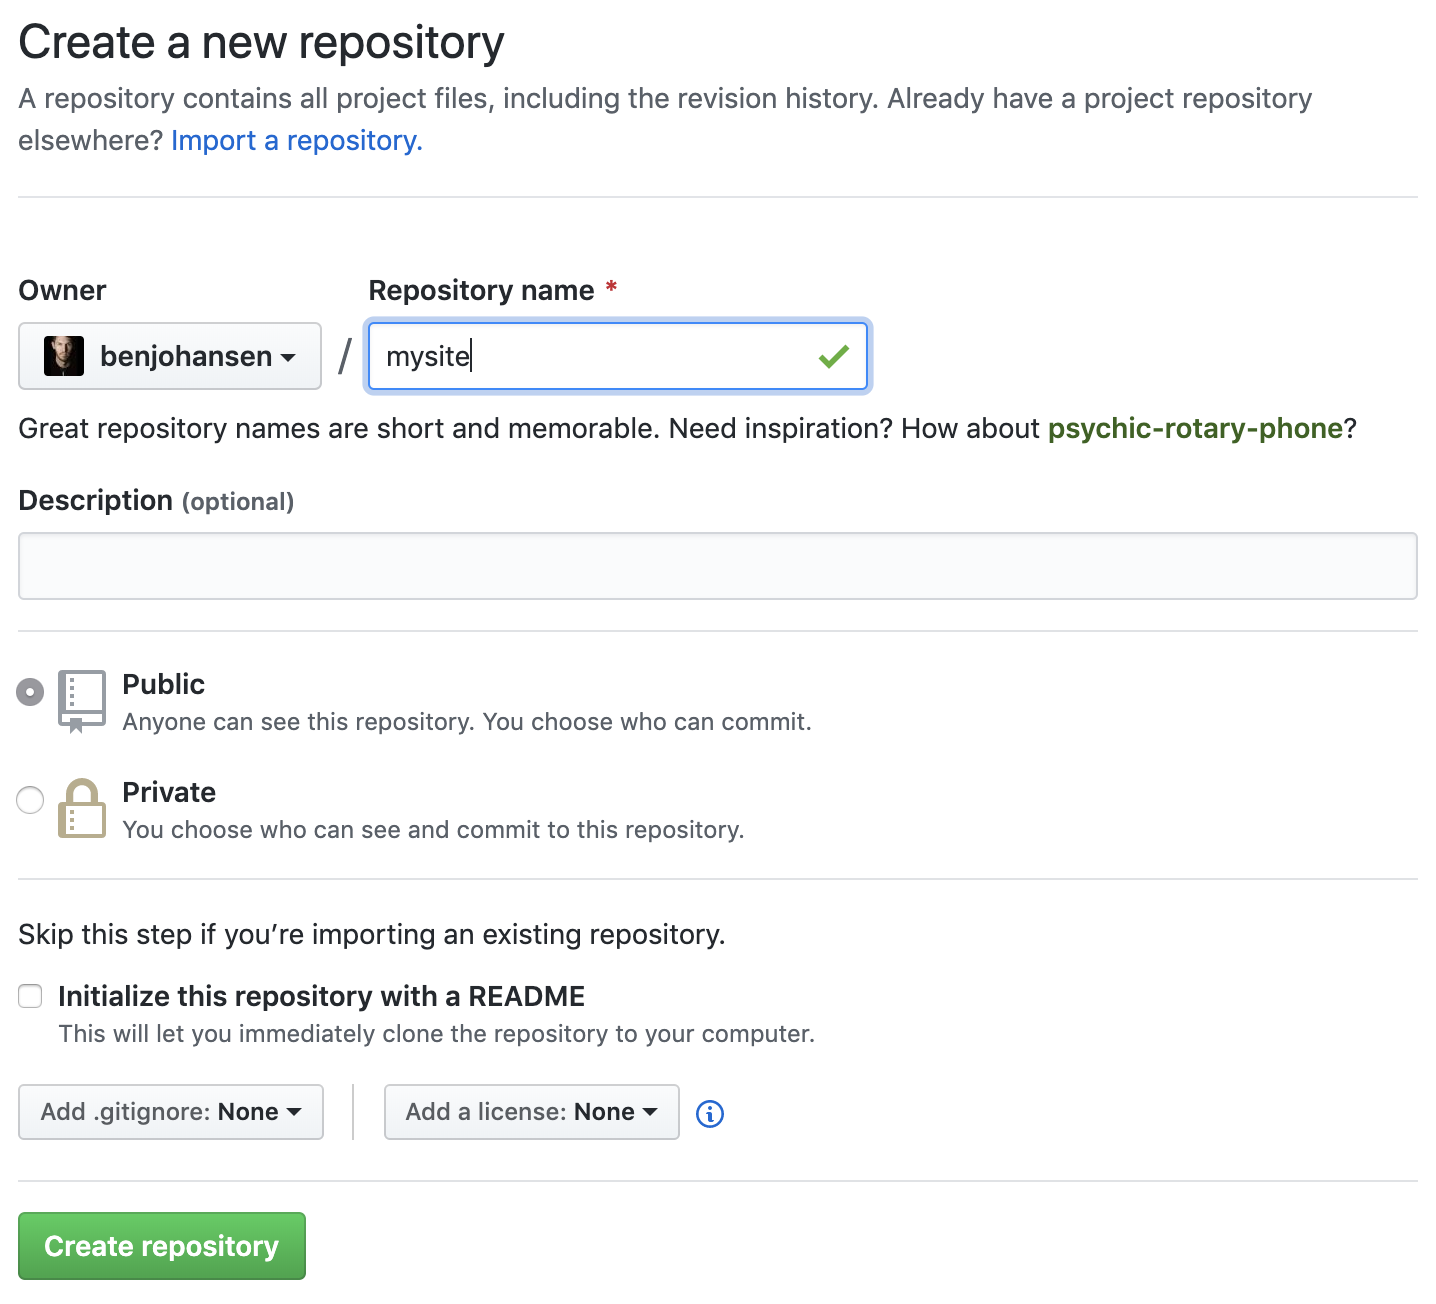 Create a new repository
A repository contains all project files, including the revision history. Already have a project repository
elsewhere? Import a repository.
Owner
Repository name *
benjohansen
/
mysite
Great repository names are short and memorable. Need inspiration? How about psychic-rotary-phone?
Description (optional)
Public
Anyone can see this repository. You choose who can commit.
Private
You choose who can see and commit to this repository.
Skip this step if you’re importing an existing repository.
Initialize this repository with a README
This will let you immediately clone the repository to your computer.
Add .gitignore: None
Add a license: None
Create repository